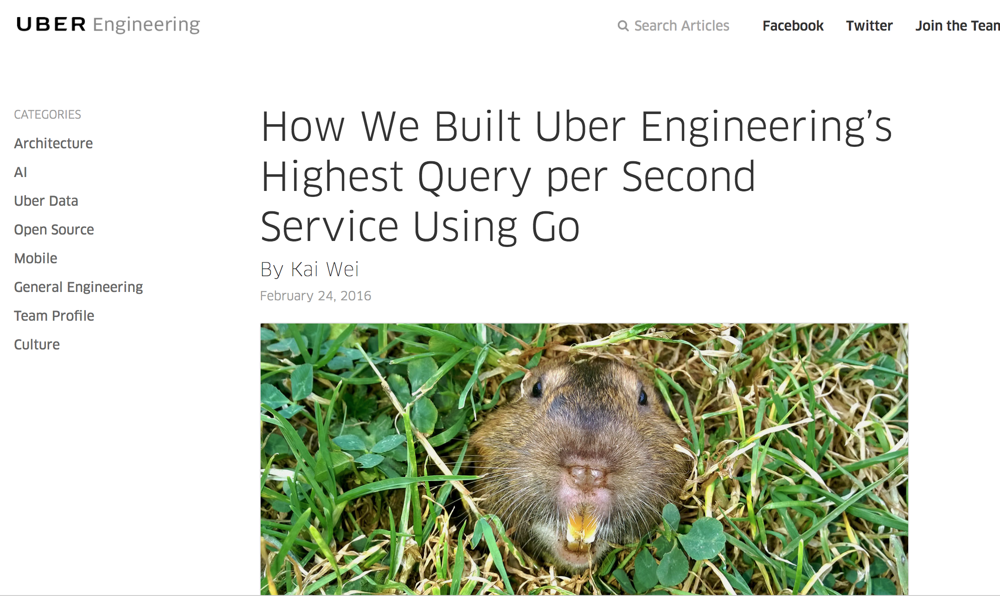 UBER Engineering
Search Articles
Facebook
Twitter
Join the Team
CATEGORIES
Architecture
AI
Uber Data
Open Source
Mobile
General Engineering
Team Profile
Culture
How We Built Uber Engineering’s
Highest Query per Second
Service Using Go
By Kai Wei
February 24, 2016